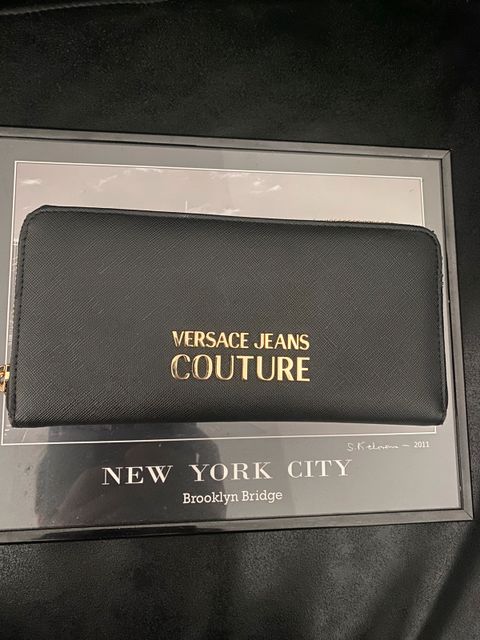 VERSACE JEANS
COUTURE
2011
NEW YORK CITY
Brooklyn Bridge